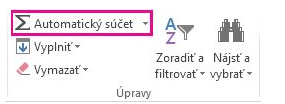 Automatický súčet
Vyplniť
Vymazať
Zoradiť a
filtrovať
Nájsť a
vybrať
Úpravy